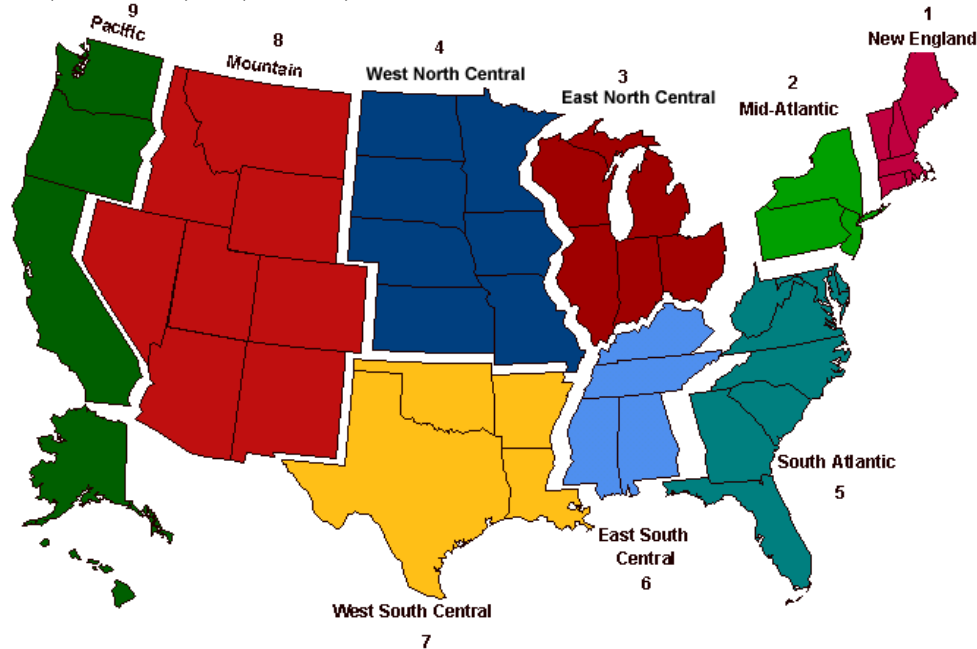 9
Pacific
8
Mountain
4
West North Central
3
East North Central
2
Mid-Atlantic
1
New England
South Atlantic
5
East South
Central
6
West South Central
7